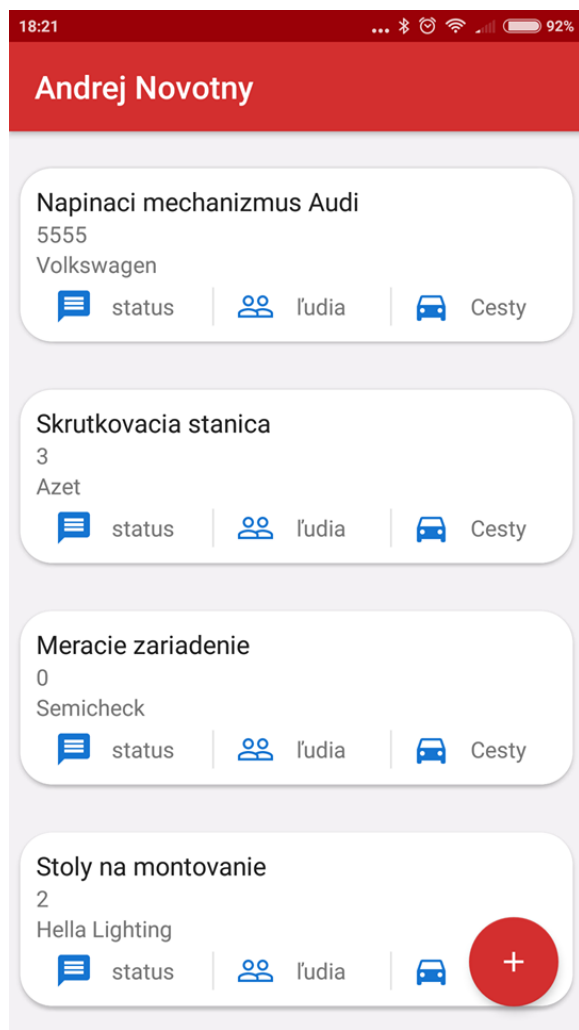 18:21 92%
Andrej Novotny
Napinaci mechanizmus Audi
5555
Volkswagen
status ľudia Cesty
Skrutkovacia stanica
3
Azet
status ľudia Cesty
Meracie zariadenie
0
Semicheck
status ľudia Cesty
Stoly na montovanie
2
Hella Lighting
status ľudia +